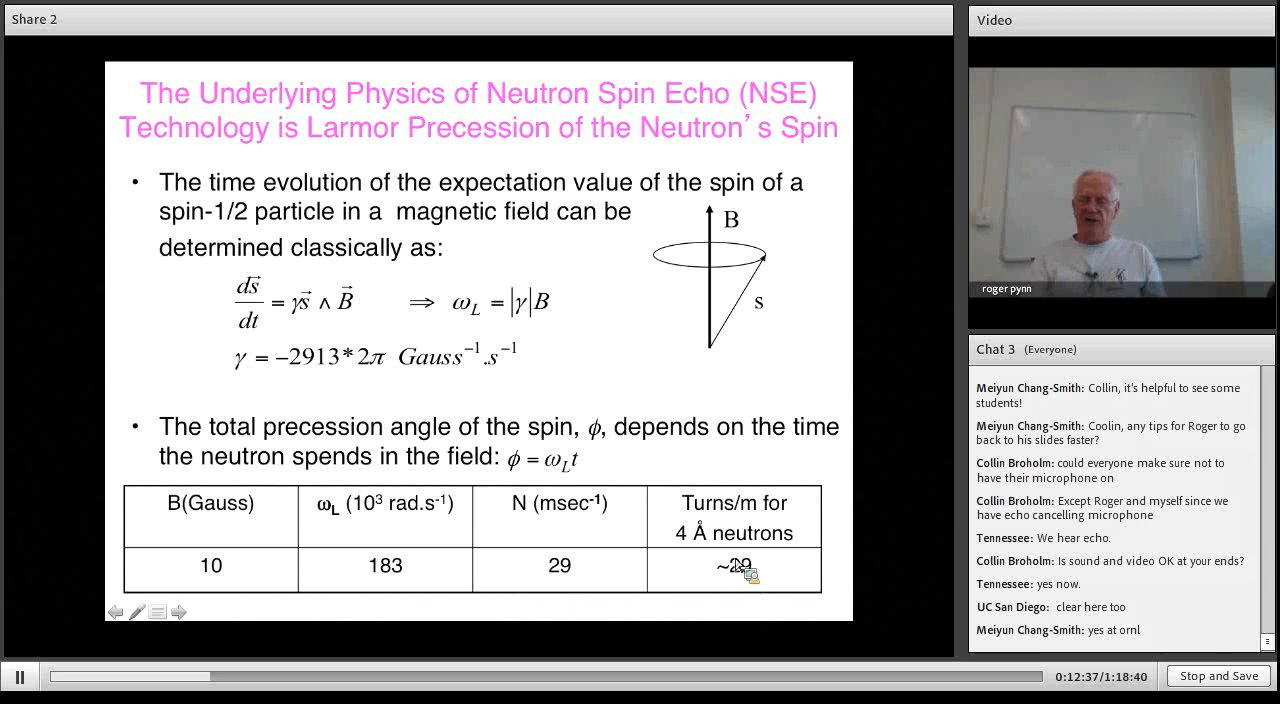 Share 2
The Underlying Physics of Neutron Spin Echo (NSE)
Technology is Larmor Precession of the Neutron's Spin
• The time evolution of the expectation value of the spin of a
spin-1/2 particle in a magnetic field can be
determined classically as:
ds⃗/dt = γs⃗ ∧ B⃗ ⇒ ω_L = |γ|B
γ = −2913*2π Gauss⁻¹.s⁻¹
B
s
• The total precession angle of the spin, ϕ, depends on the time
the neutron spends in the field: ϕ = ω_L t
B(Gauss) ω_L (10³ rad.s⁻¹) N (msec⁻¹) Turns/m for
4 Å neutrons
10 183 29 ~29
Video
roger pynn
Chat 3 (Everyone)
Meiyun Chang-Smith: Collin, it's helpful to see some
students!
Meiyun Chang-Smith: Coolin, any tips for Roger to go
back to his slides faster?
Collin Broholm: could everyone make sure not to
have their microphone on
Collin Broholm: Except Roger and myself since we
have echo cancelling microphone
Tennessee: We hear echo.
Collin Broholm: Is sound and video OK at your ends?
Tennessee: yes now.
UC San Diego: clear here too
Meiyun Chang-Smith: yes at ornl
0:12:37/1:18:40
Stop and Save